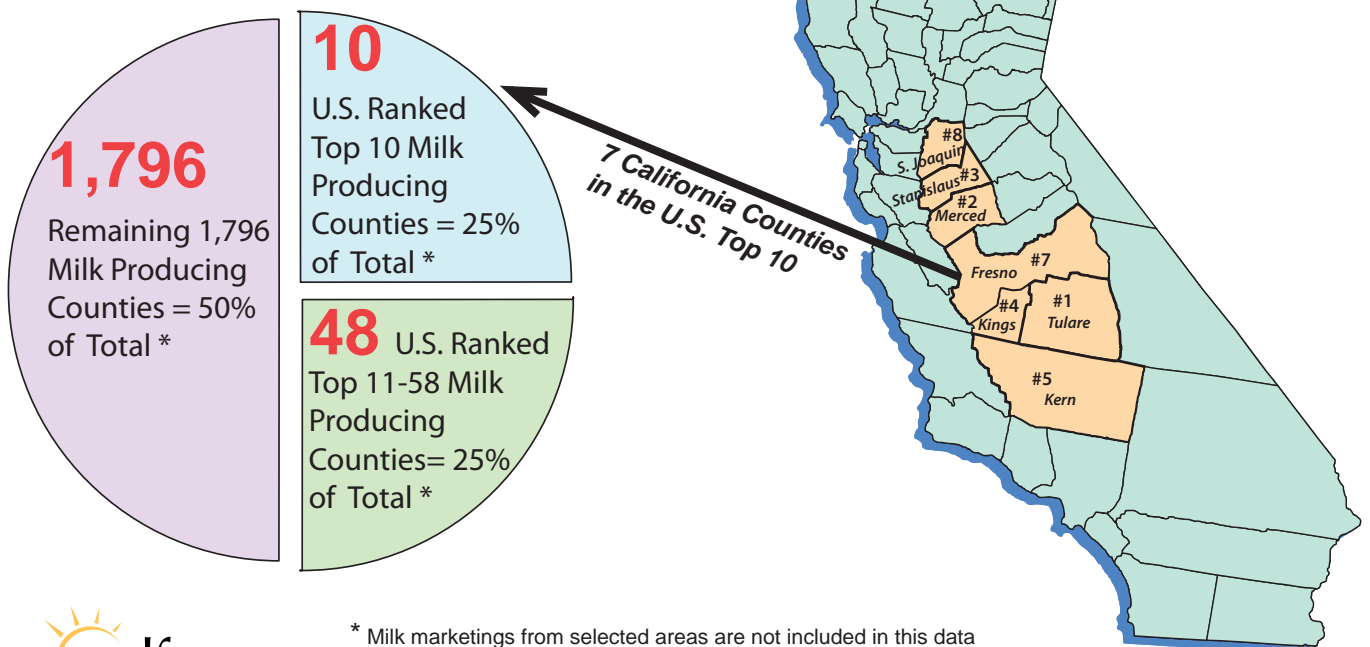 1,796
Remaining 1,796
Milk Producing
Counties = 50%
of Total *
10
U.S. Ranked
Top 10 Milk
Producing
Counties = 25%
of Total *
48 U.S. Ranked
Top 11-58 Milk
Producing
Counties= 25%
of Total *
7 California Counties
in the U.S. Top 10
#8
S. Joaquin
#3
Stanislaus
#2
Merced
#7
Fresno
#4
Kings
#1
Tulare
#5
Kern
* Milk marketings from selected areas are not included in this data